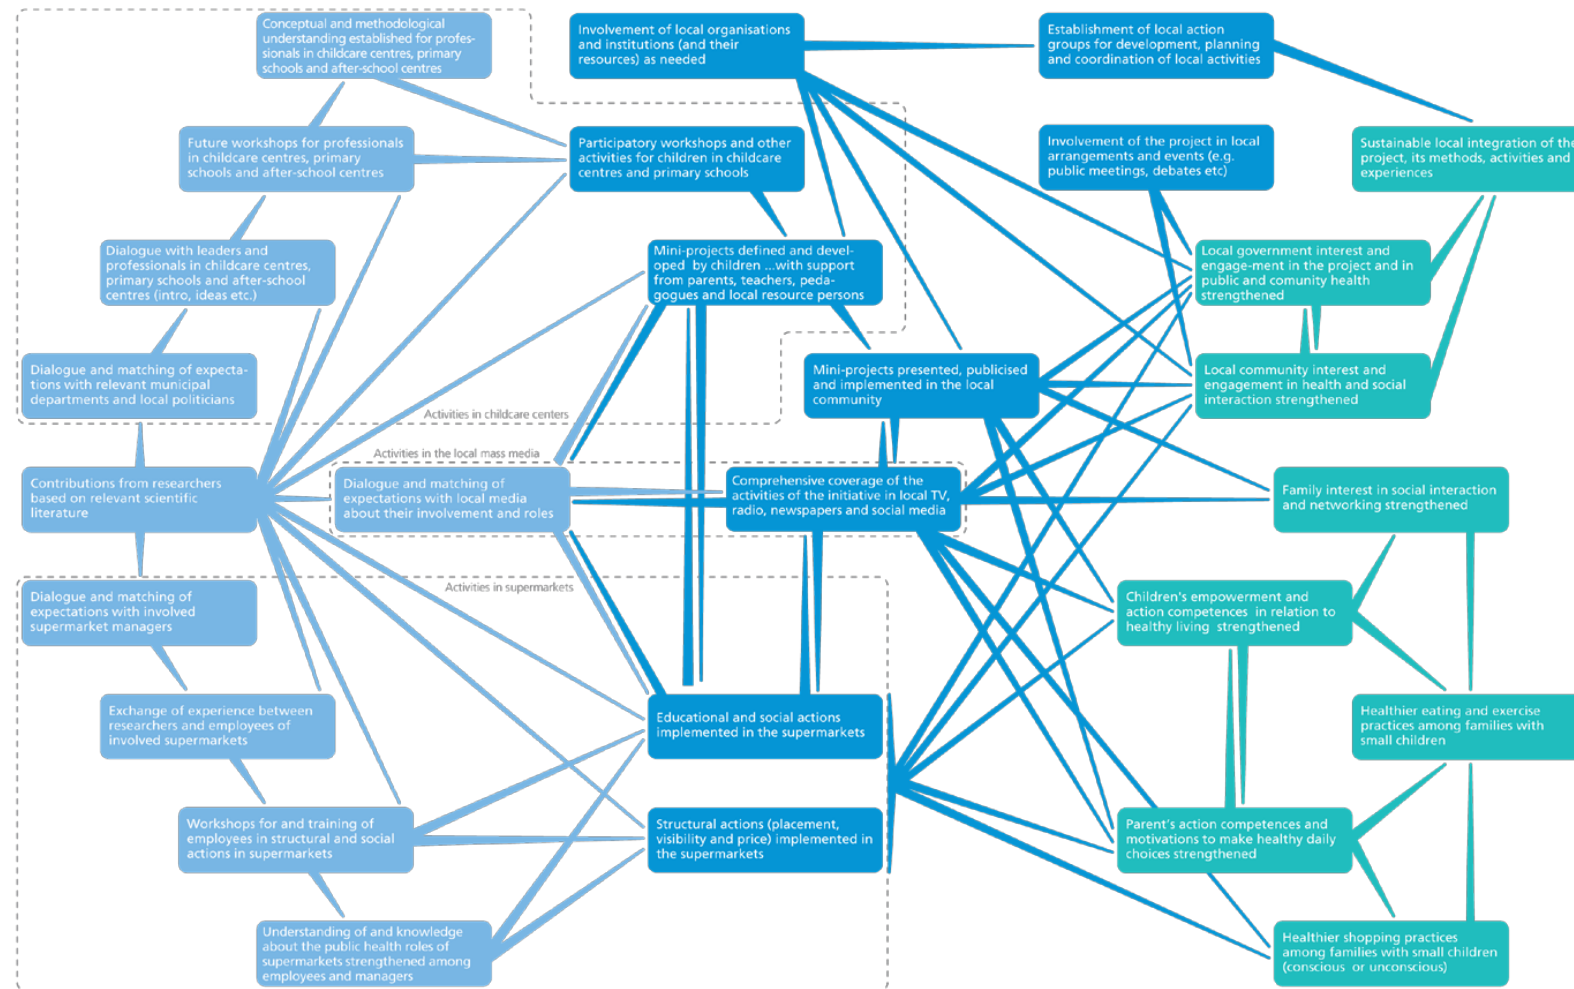 Conceptual and methodological
understanding established for profes-
sionals in childcare centres, primary
schools and after-school centres
Involvement of local organisations
and institutions (and their
resources) as needed
Establishment of local action
groups for development, planning
and coordination of local activities
Future workshops for professionals
in childcare centres, primary
schools and after-school centres
Participatory workshops and other
activities for children in childcare
centres and primary schools
Involvement of the project in local
arrangements and events (e.g.
public meetings, debates etc)
Sustainable local integration of the
project, its methods, activities and
experiences
Dialogue with leaders and
professionals in childcare centres,
primary schools and after-school
centres (intro, ideas etc.)
Mini-projects defined and devel-
oped by children ...with support
from parents, teachers, peda-
gogues and local resource persons
Local government interest and
engage-ment in the project and in
public and comunity health
strengthened
Dialogue and matching of expecta-
tions with relevant municipal
departments and local politicians
Mini-projects presented, publicised
and implemented in the local
community
Local community interest and
engagement in health and social
interaction strengthened
Activities in childcare centers
Activities in the local mass media
Contributions from researchers
based on relevant scientific
literature
Dialogue and matching of
expectations with local media
about their involvement and roles
Comprehensive coverage of the
activities of the initiative in local TV,
radio, newspapers and social media
Family interest in social interaction
and networking strengthened
Activities in supermarkets
Dialogue and matching of
expectations with involved
supermarket managers
Children's empowerment and
action competences in relation to
healthy living strengthened
Exchange of experience between
researchers and employees of
involved supermarkets
Educational and social actions
implemented in the supermarkets
Healthier eating and exercise
practices among families with
small children
Workshops for and training of
employees in structural and social
actions in supermarkets
Structural actions (placement,
visibility and price) implemented in
the supermarkets
Parent's action competences and
motivations to make healthy daily
choices strengthened
Understanding of and knowledge
about the public health roles of
supermarkets strengthened among
employees and managers
Healthier shopping practices
among families with small children
(conscious or unconscious)